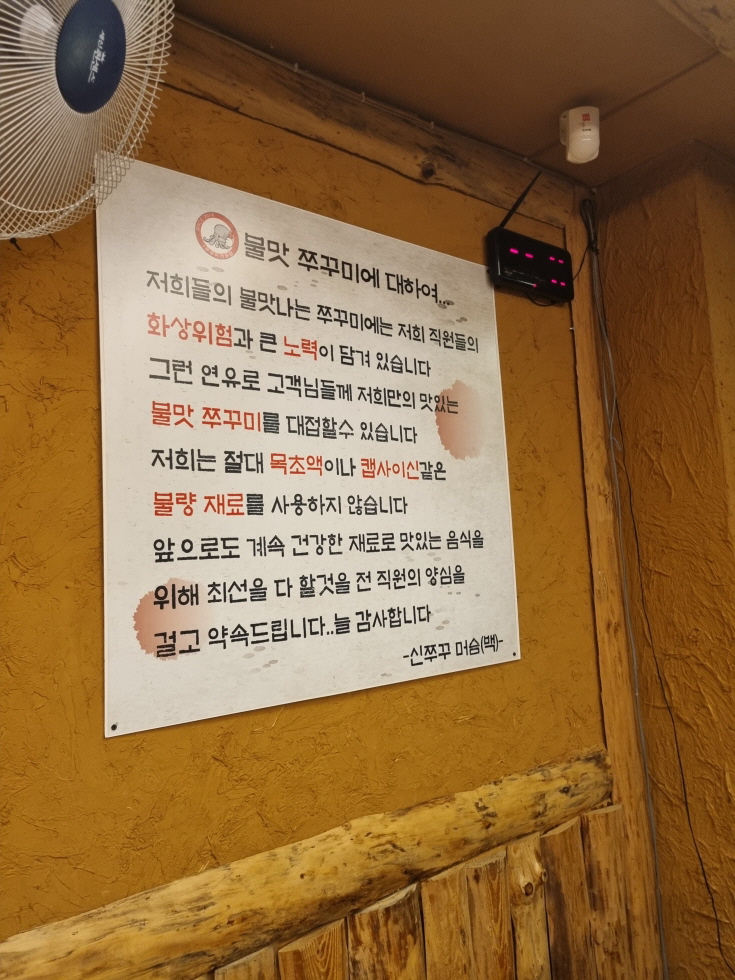 불맛 쭈꾸미에 대하여...
저희들의 불맛나는 쭈꾸미에는 저희 직원들의
화상위험과 큰 노력이 담겨 있습니다
그런 연유로 고객님들께 저희만의 맛있는
불맛 쭈꾸미를 대접할수 있습니다
저희는 절대 목초액이나 캡사이신같은
불량 재료를 사용하지 않습니다
앞으로도 계속 건강한 재료로 맛있는 음식을
위해 최선을 다 할것을 전 직원의 양심을
걸고 약속드립니다..늘 감사합니다
-신쭈꾸 머슴(백)-